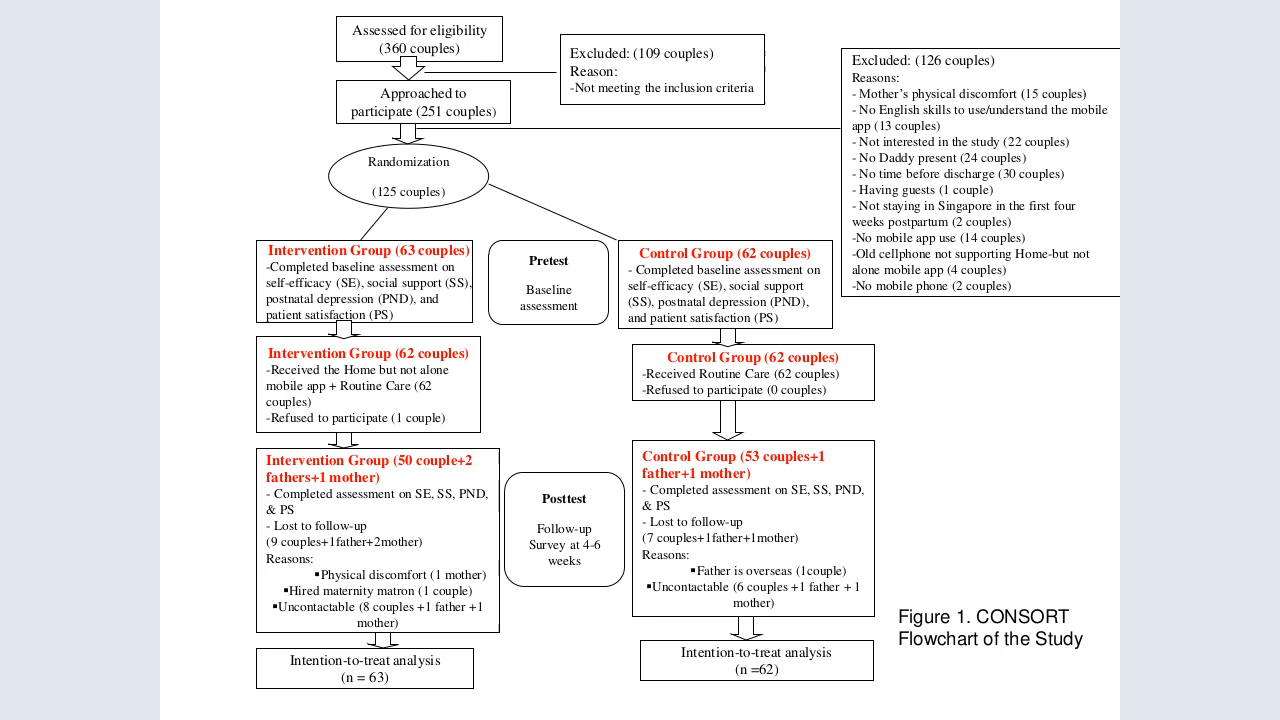 Assessed for eligibility
(360 couples)
Excluded: (109 couples)
Reason:
-Not meeting the inclusion criteria
Approached to
participate (251 couples)
Excluded: (126 couples)
Reasons:
- Mother’s physical discomfort (15 couples)
- No English skills to use/understand the mobile
app (13 couples)
- Not interested in the study (22 couples)
- No Daddy present (24 couples)
- No time before discharge (30 couples)
- Having guests (1 couple)
- Not staying in Singapore in the first four
weeks postpartum (2 couples)
-No mobile app use (14 couples)
-Old cellphone not supporting Home-but not
alone mobile app (4 couples)
-No mobile phone (2 couples)
Randomization
(125 couples)
Intervention Group (63 couples)
-Completed baseline assessment on
self-efficacy (SE), social support (SS),
postnatal depression (PND), and
patient satisfaction (PS)
Pretest
Baseline
assessment
Control Group (62 couples)
- Completed baseline assessment on
self-efficacy (SE), social support
(SS), postnatal depression (PND),
and patient satisfaction (PS)
Intervention Group (62 couples)
-Received the Home but not alone
mobile app + Routine Care (62
couples)
-Refused to participate (1 couple)
Control Group (62 couples)
-Received Routine Care (62 couples)
-Refused to participate (0 couples)
Intervention Group (50 couple+2
fathers+1 mother)
- Completed assessment on SE, SS, PND,
& PS
- Lost to follow-up
(9 couples+1father+2mother)
Reasons:
▪Physical discomfort (1 mother)
▪Hired maternity matron (1 couple)
▪Uncontactable (8 couples +1 father +1
mother)
Posttest
Follow-up
Survey at 4-6
weeks
Control Group (53 couples+1
father+1 mother)
- Completed assessment on SE, SS, PND,
& PS
- Lost to follow-up
(7 couples+1father+1mother)
Reasons:
▪Father is overseas (1couple)
▪Uncontactable (6 couples +1 father + 1
mother)
Intention-to-treat analysis
(n = 63)
Intention-to-treat analysis
(n =62)
Figure 1. CONSORT
Flowchart of the Study